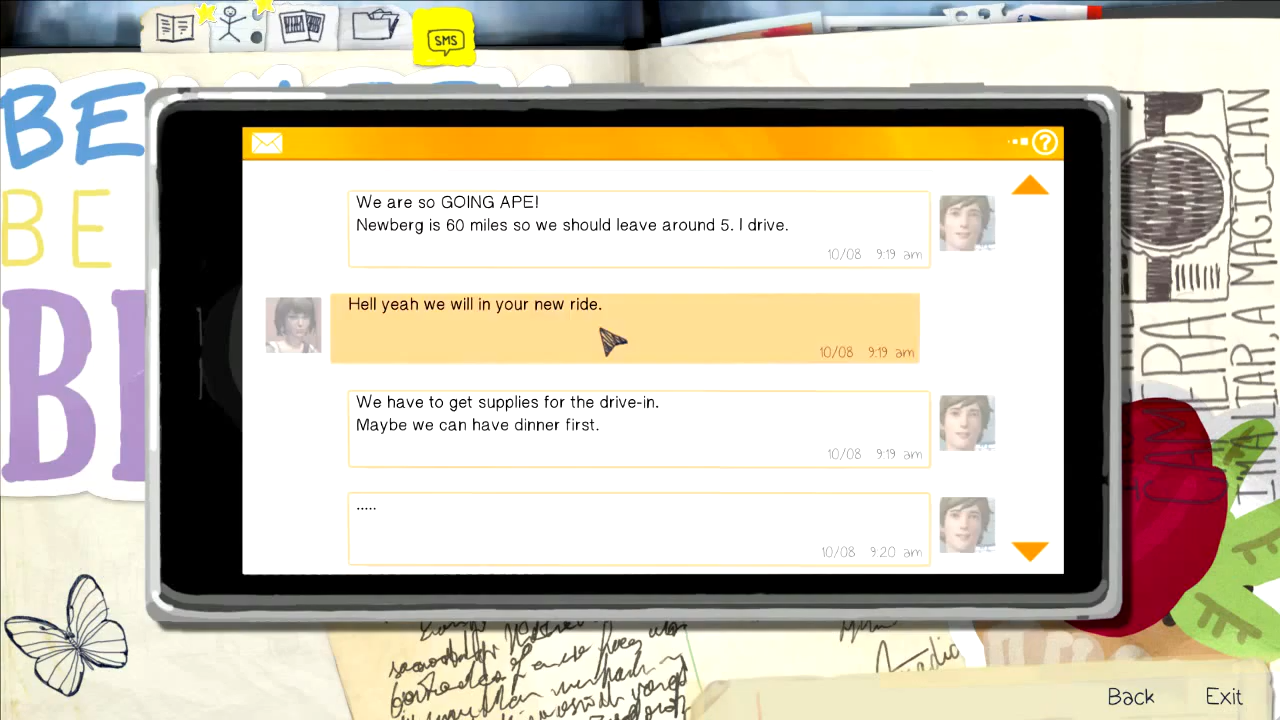 SMS
We are so GOING APE!
Newberg is 60 miles so we should leave around 5. I drive.
10/08 9:19 am
Hell yeah we will in your new ride.
10/08 9:19 am
We have to get supplies for the drive-in.
Maybe we can have dinner first.
10/08 9:19 am
.....
10/08 9:20 am
BE
BE
CAMERA
I'M A LIAR, A MAGICIAN
Back Exit